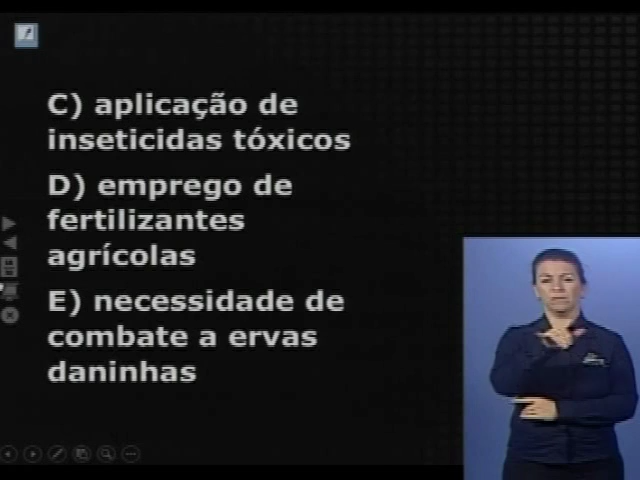 C) aplicação de
inseticidas tóxicos
D) emprego de
fertilizantes
agrícolas
E) necessidade de
combate a ervas
daninhas